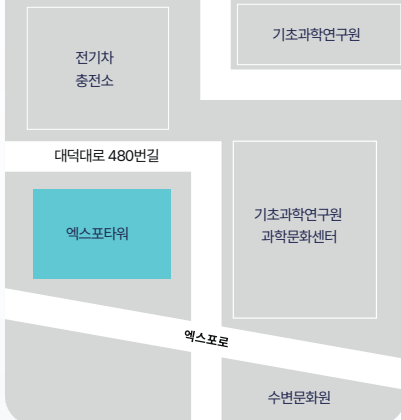 기초과학연구원
전기차
충전소
대덕대로 480번길
기초과학연구원
과학문화센터
엑스포타워
엑스포로
수변문화원